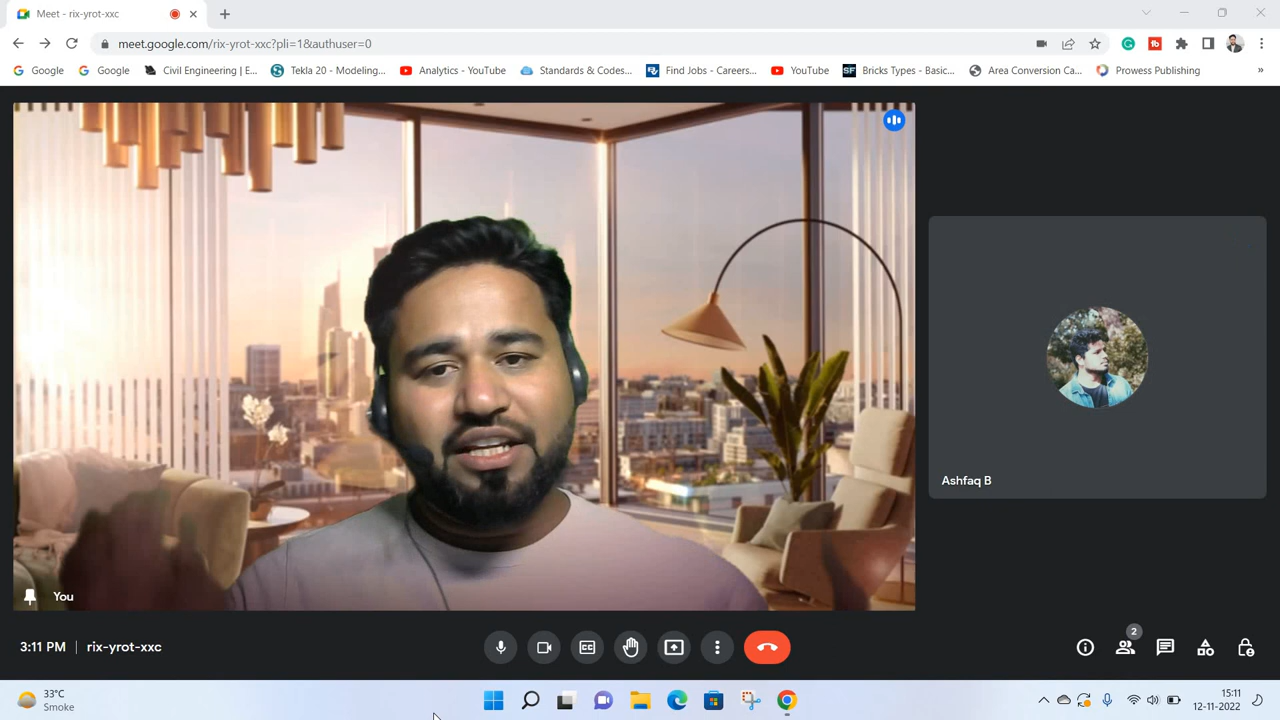 Meet - rix-yrot-xxc
meet.google.com/rix-yrot-xxc?pli=1&authuser=0
Google Google Civil Engineering | E... Tekla 20 - Modeling... Analytics - YouTube Standards & Codes... Find Jobs - Careers... YouTube Bricks Types - Basic... Area Conversion Ca... Prowess Publishing »
You
Ashfaq B
3:11 PM | rix-yrot-xxc
2
33°C
Smoke
15:11
12-11-2022